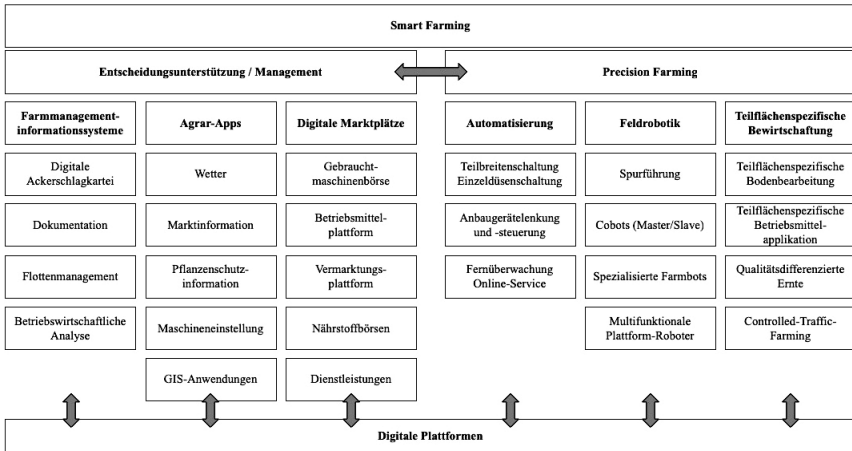 Smart Farming
Entscheidungsunterstützung / Management
Precision Farming
Farmmanagement-
informationssysteme
Agrar-Apps
Digitale Marktplätze
Automatisierung
Feldrobotik
Teilflächenspezifische
Bewirtschaftung
Digitale
Ackerschlagkartei
Wetter
Gebraucht-
maschinenbörse
Teilbreitenschaltung
Einzeldüsenschaltung
Spurführung
Teilflächenspezifische
Bodenbearbeitung
Dokumentation
Marktinformation
Betriebsmittel-
plattform
Anbaugerätelenkung
und -steuerung
Cobots (Master/Slave)
Teilflächenspezifische
Betriebsmittel-
applikation
Flottenmanagement
Pflanzenschutz-
information
Vermarktungs-
plattform
Fernüberwachung
Online-Service
Spezialisierte Farmbots
Qualitätsdifferenzierte
Ernte
Betriebswirtschaftliche
Analyse
Maschineneinstellung
Nährstoffbörsen
Multifunktionale
Plattform-Roboter
Controlled-Traffic-
Farming
GIS-Anwendungen
Dienstleistungen
Digitale Plattformen